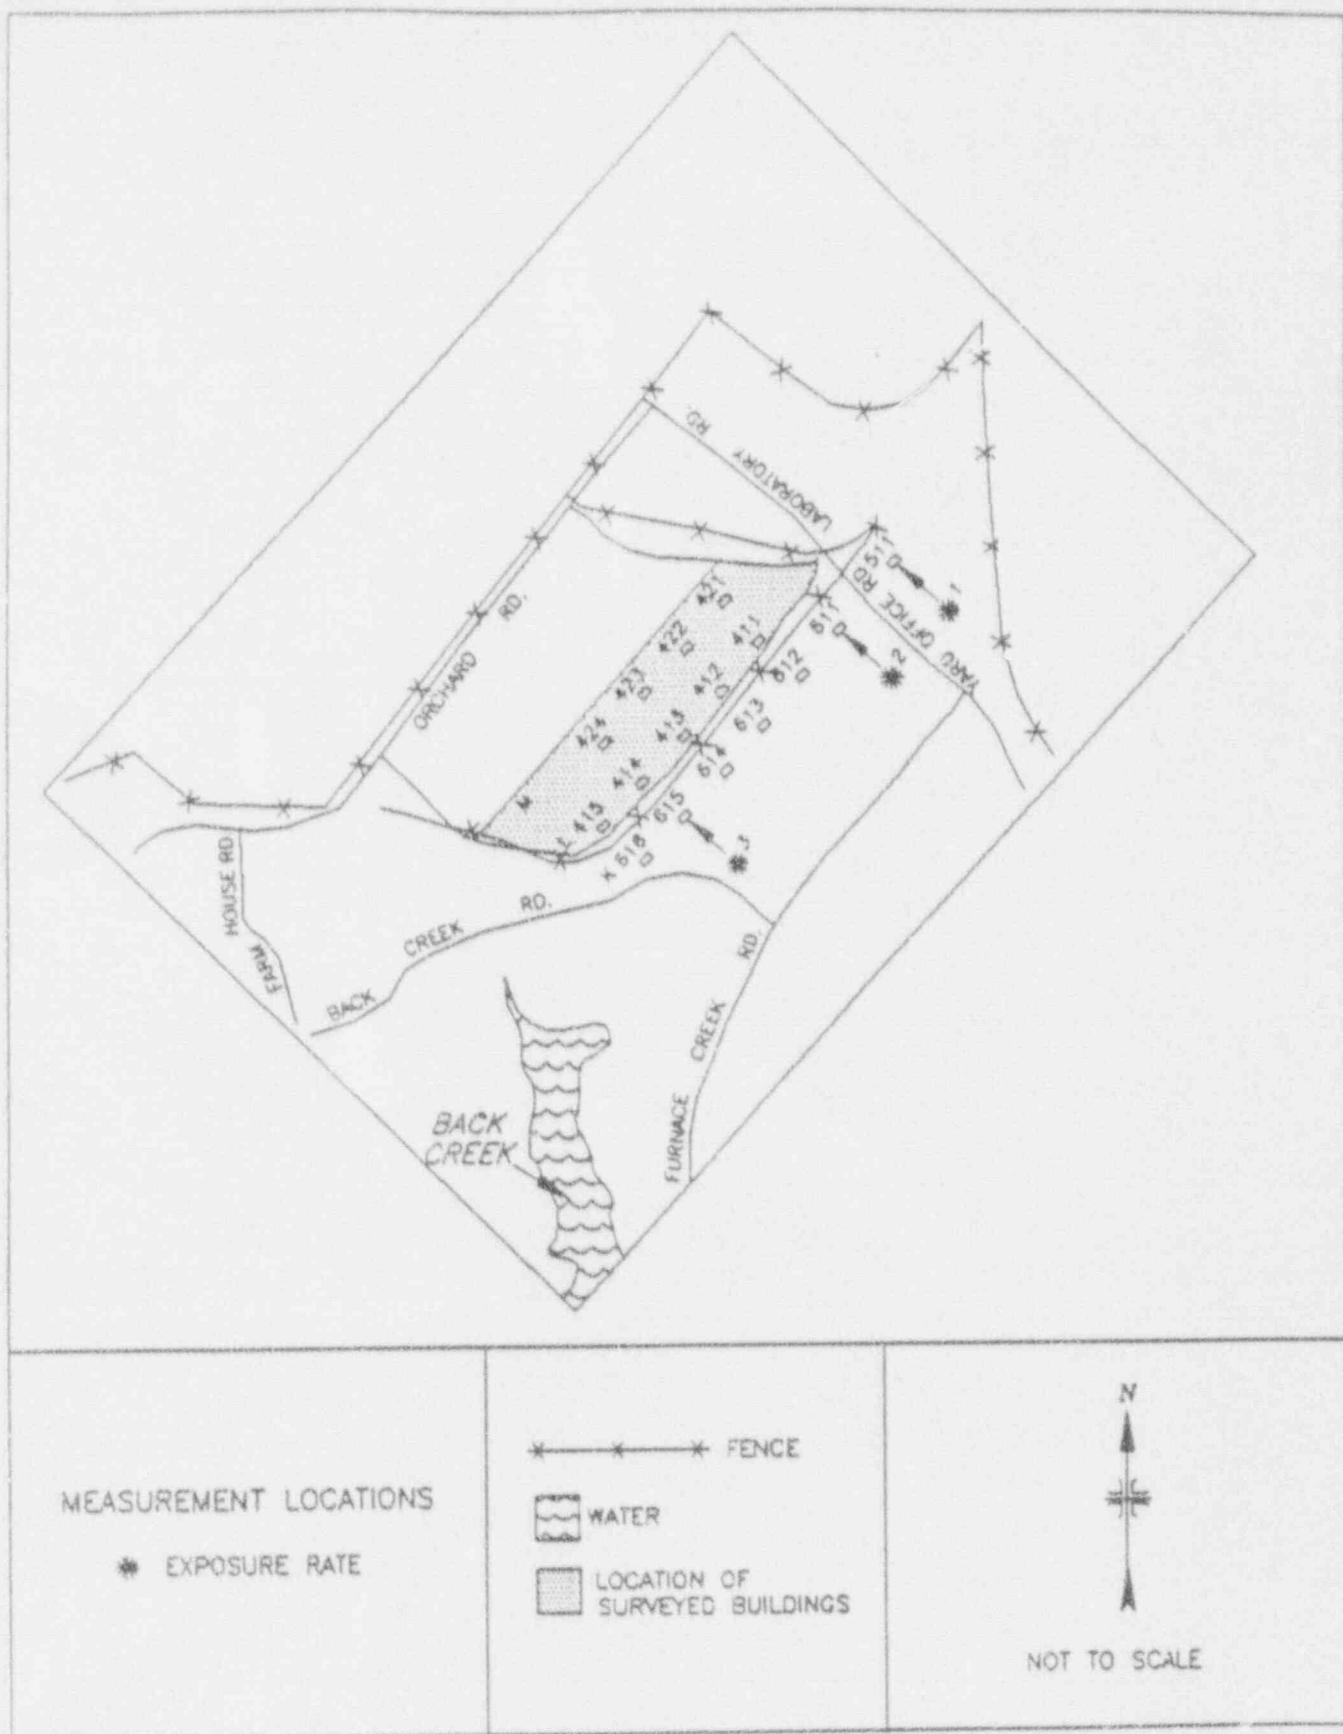 LABORATORY RD.
ORCHARD RD.
YARD OFFICE RD
511
1
611
2
421
411
612
422
412
613
423
413
614
424
414
615
3
M
415
L
616
K
FARM HOUSE RD.
BACK CREEK RD.
FURNACE CREEK RD.
BACK
CREEK
MEASUREMENT LOCATIONS
EXPOSURE RATE
FENCE
WATER
LOCATION OF
SURVEYED BUILDINGS
N
NOT TO SCALE